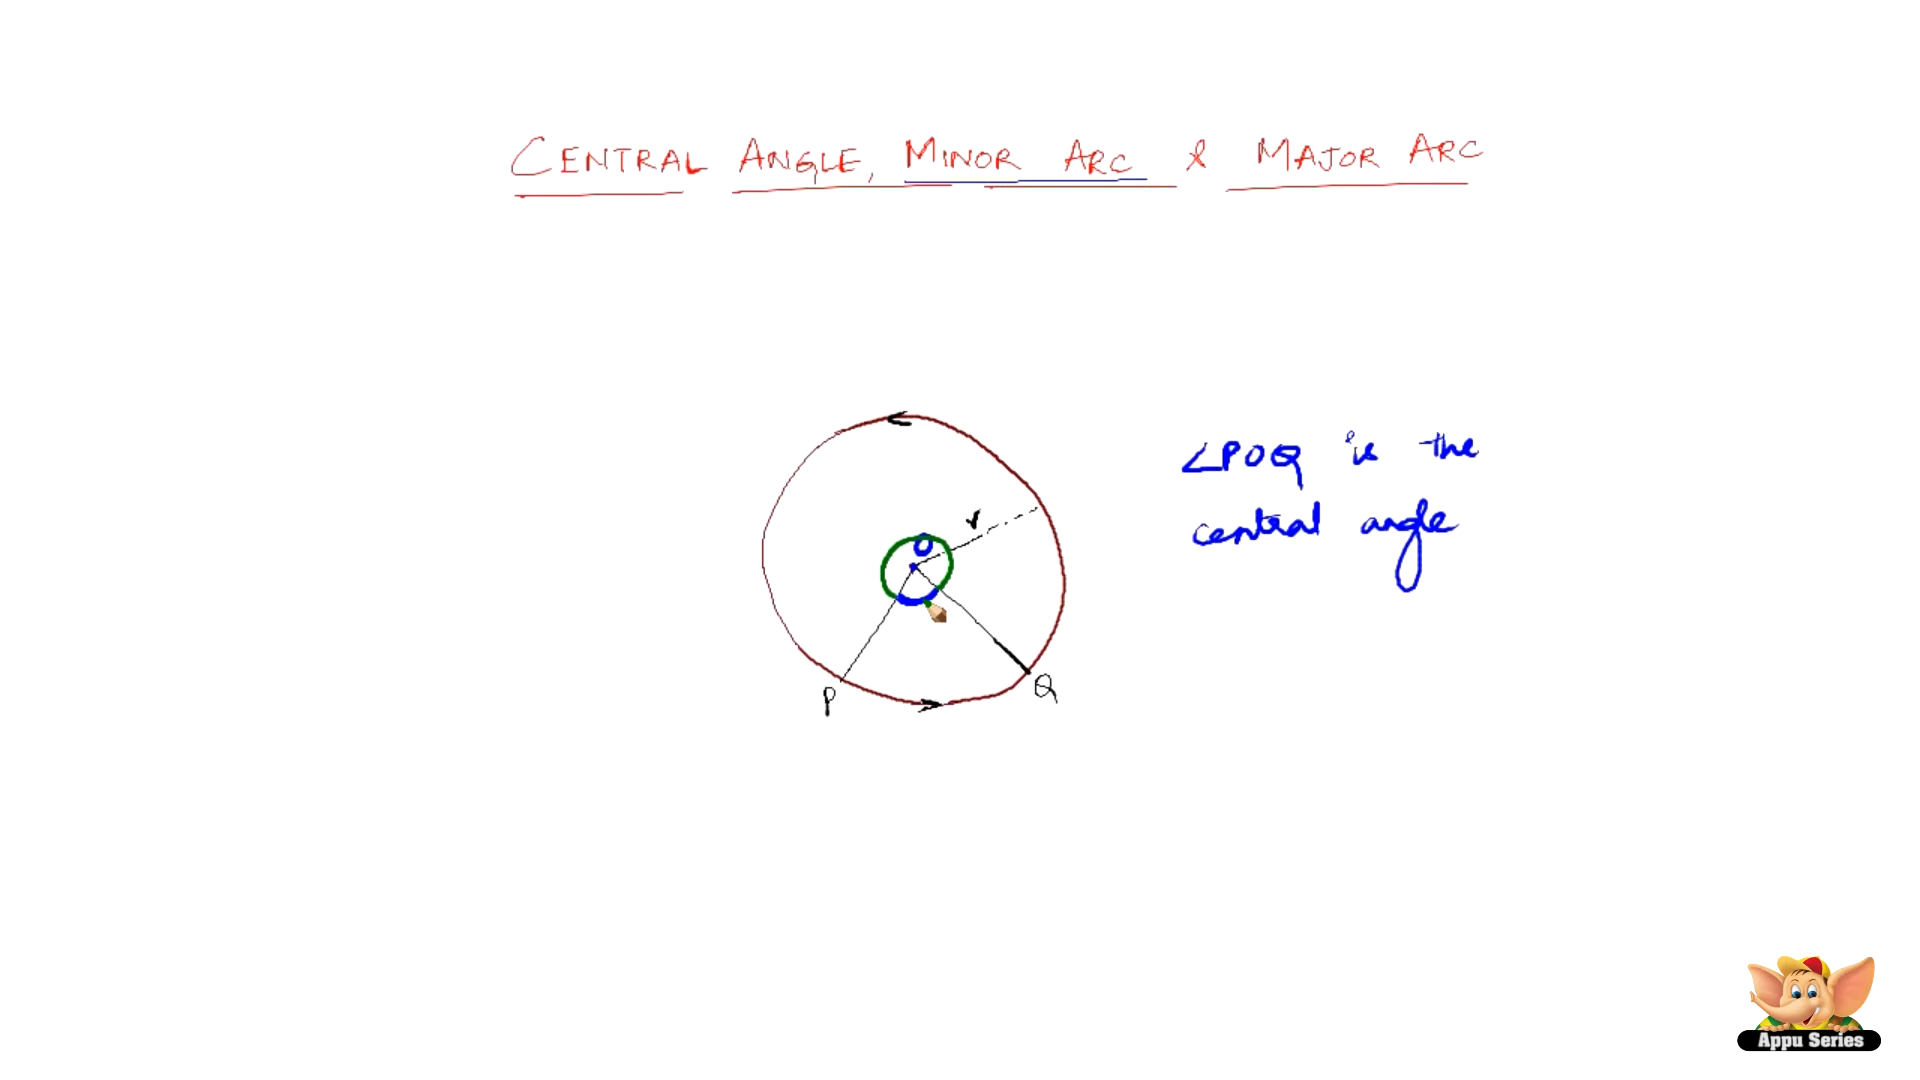 CENTRAL ANGLE, MINOR ARC & MAJOR ARC
∠POQ is the
central angle
O
r
P
Q
Appu Series